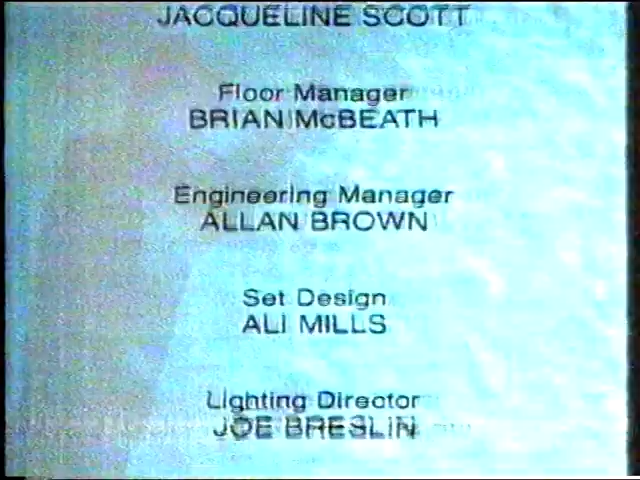 JACQUELINE SCOTT
Floor Manager
BRIAN McBEATH
Engineering Manager
ALLAN BROWN
Set Design
ALI MILLS
Lighting Director
JOE BRESLIN